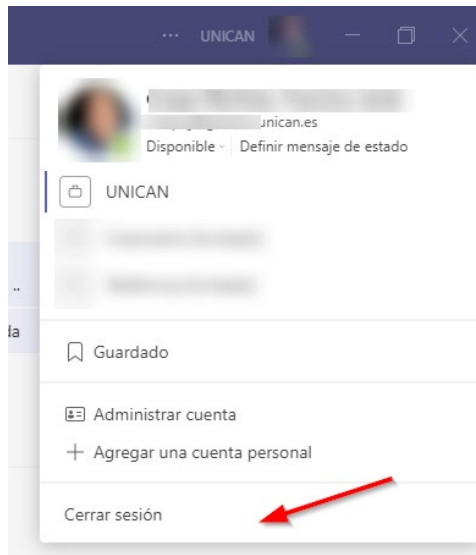 ··· UNICAN
unican.es
Disponible Definir mensaje de estado
UNICAN
..
da
Guardado
Administrar cuenta
Agregar una cuenta personal
Cerrar sesión